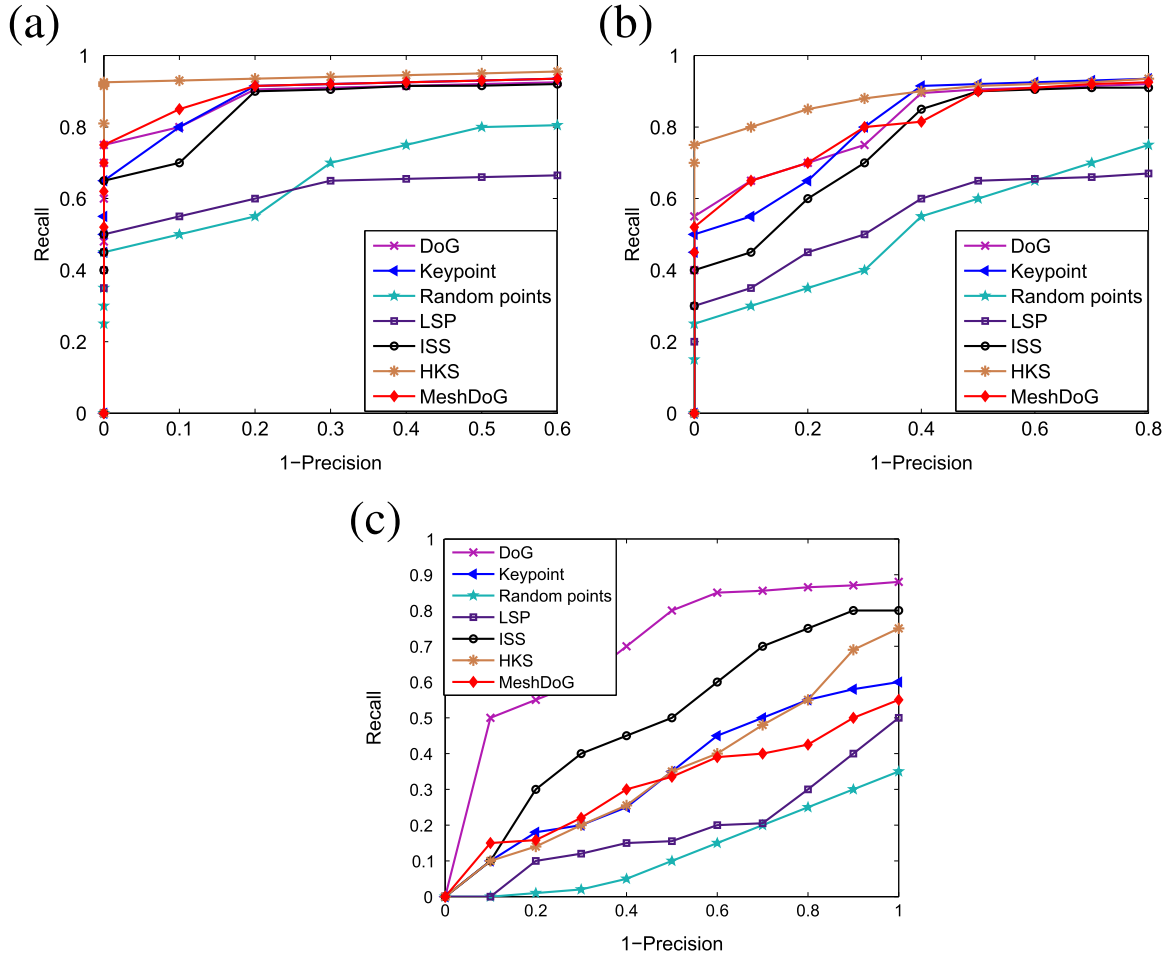 (a)
1
0.8
0.6
0.4
0.2
0
Recall
DoG
Keypoint
Random points
LSP
ISS
HKS
MeshDoG
0 0.1 0.2 0.3 0.4 0.5 0.6
1−Precision
(b)
1
0.8
0.6
0.4
0.2
0
Recall
DoG
Keypoint
Random points
LSP
ISS
HKS
MeshDoG
0 0.2 0.4 0.6 0.8
1−Precision
(c)
1
0.9
0.8
0.7
0.6
0.5
0.4
0.3
0.2
0.1
0
Recall
DoG
Keypoint
Random points
LSP
ISS
HKS
MeshDoG
0 0.2 0.4 0.6 0.8 1
1−Precision